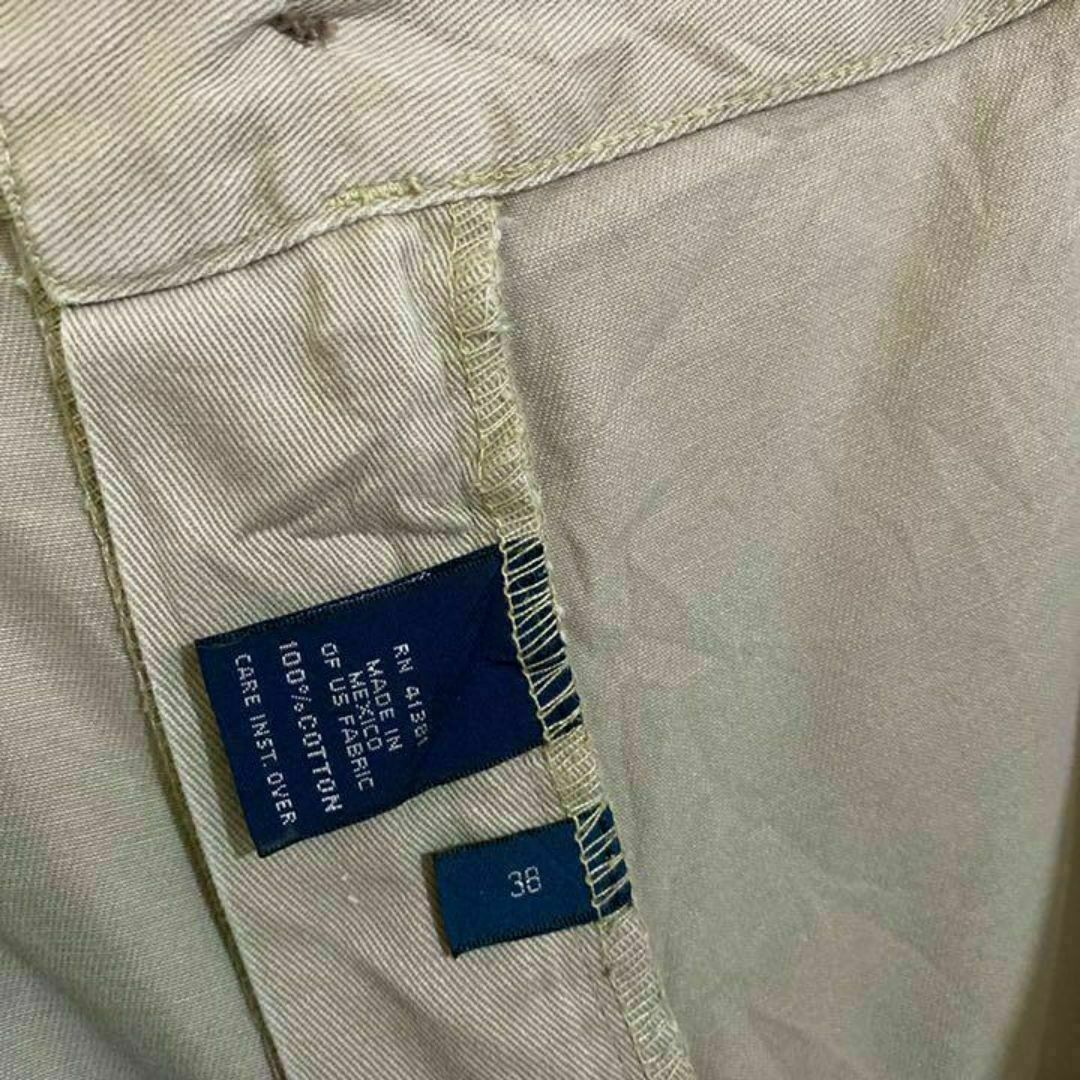 RN 41381
MADE IN
MEXICO
OF US FABRIC
100% COTTON
CARE INST. OVER
38